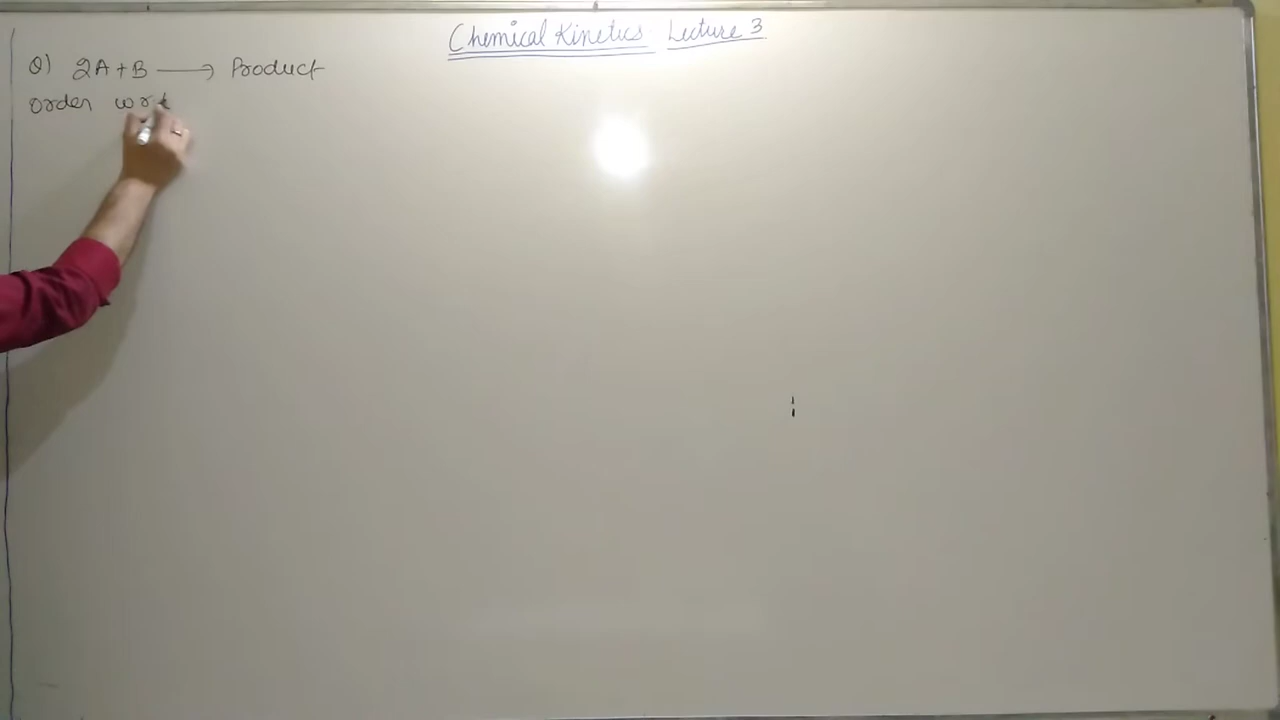 Chemical Kinetics Lecture 3
Q) 2A + B ⟶ Product
Order wrt